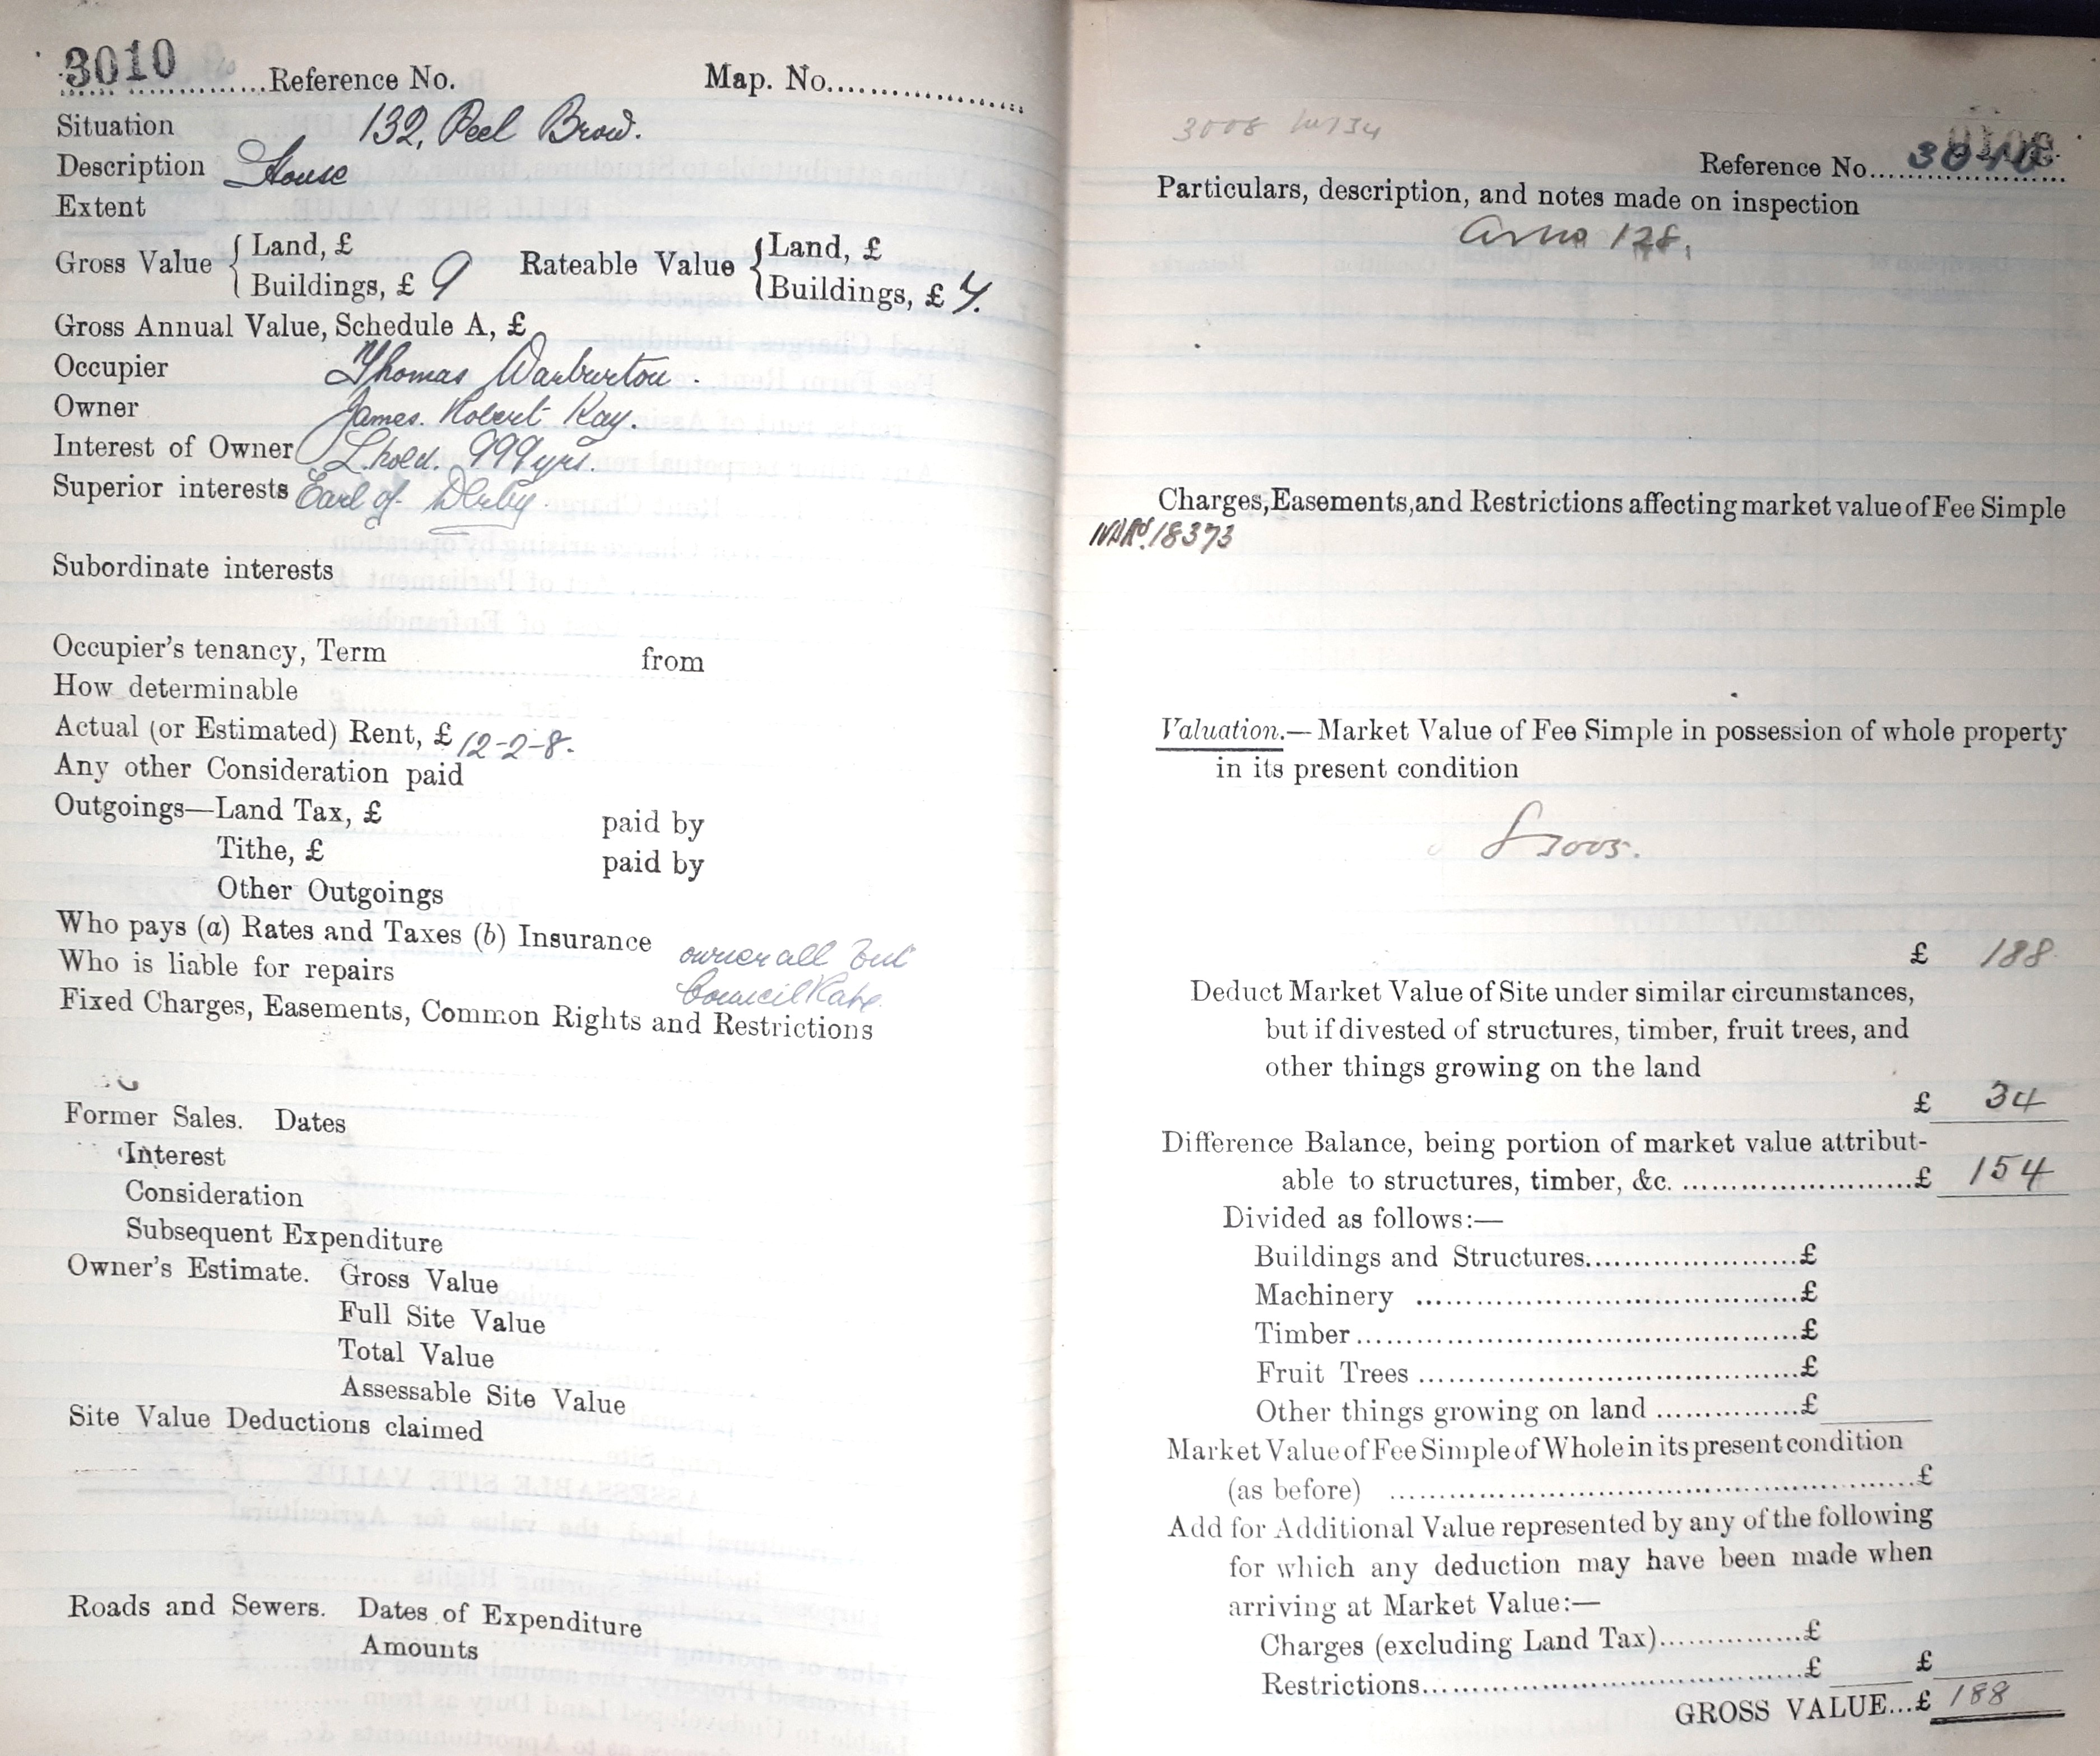 3010 Reference No. Map. No.
Situation 132, Peel Brow.
Description House
Extent
Gross Value { Land, £ Rateable Value { Land, £
Buildings, £ 9 Buildings, £ 7.
Gross Annual Value, Schedule A, £
Occupier Thomas Warburton.
Owner James. Robert Kay.
Interest of Owner L.hold. 999 yrs.
Superior interests Earl of Derby
Subordinate interests
Occupier's tenancy, Term from
How determinable
Actual (or Estimated) Rent, £ 12-2-8.
Any other Consideration paid
Outgoings—Land Tax, £ paid by
Tithe, £ paid by
Other Outgoings
Who pays (a) Rates and Taxes (b) Insurance owner all but
Who is liable for repairs Council Rate.
Fixed Charges, Easements, Common Rights and Restrictions
Former Sales. Dates
Interest
Consideration
Subsequent Expenditure
Owner's Estimate. Gross Value
Full Site Value
Total Value
Assessable Site Value
Site Value Deductions claimed
Roads and Sewers. Dates of Expenditure
Amounts
3008
Reference No. 3010
Particulars, description, and notes made on inspection
as no 128.
Charges, Easements, and Restrictions affecting market value of Fee Simple
18373
Valuation.—Market Value of Fee Simple in possession of whole property
in its present condition
£ 188
Deduct Market Value of Site under similar circumstances,
but if divested of structures, timber, fruit trees, and
other things growing on the land
£ 34
Difference Balance, being portion of market value attribut-
able to structures, timber, &c. £ 154
Divided as follows:—
Buildings and Structures £
Machinery £
Timber £
Fruit Trees £
Other things growing on land £
Market Value of Fee Simple of Whole in its present condition
(as before) £
Add for Additional Value represented by any of the following
for which any deduction may have been made when
arriving at Market Value:—
Charges (excluding Land Tax) £
Restrictions £ £
GROSS VALUE...£ 188